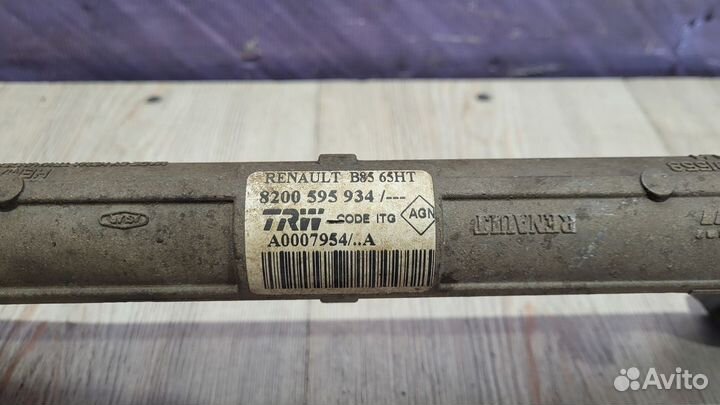 RENAULT B85 65HT
8200 595 934 /---
TRW CODE ITG AGN
A0007954/..A
RENAULT
Avito